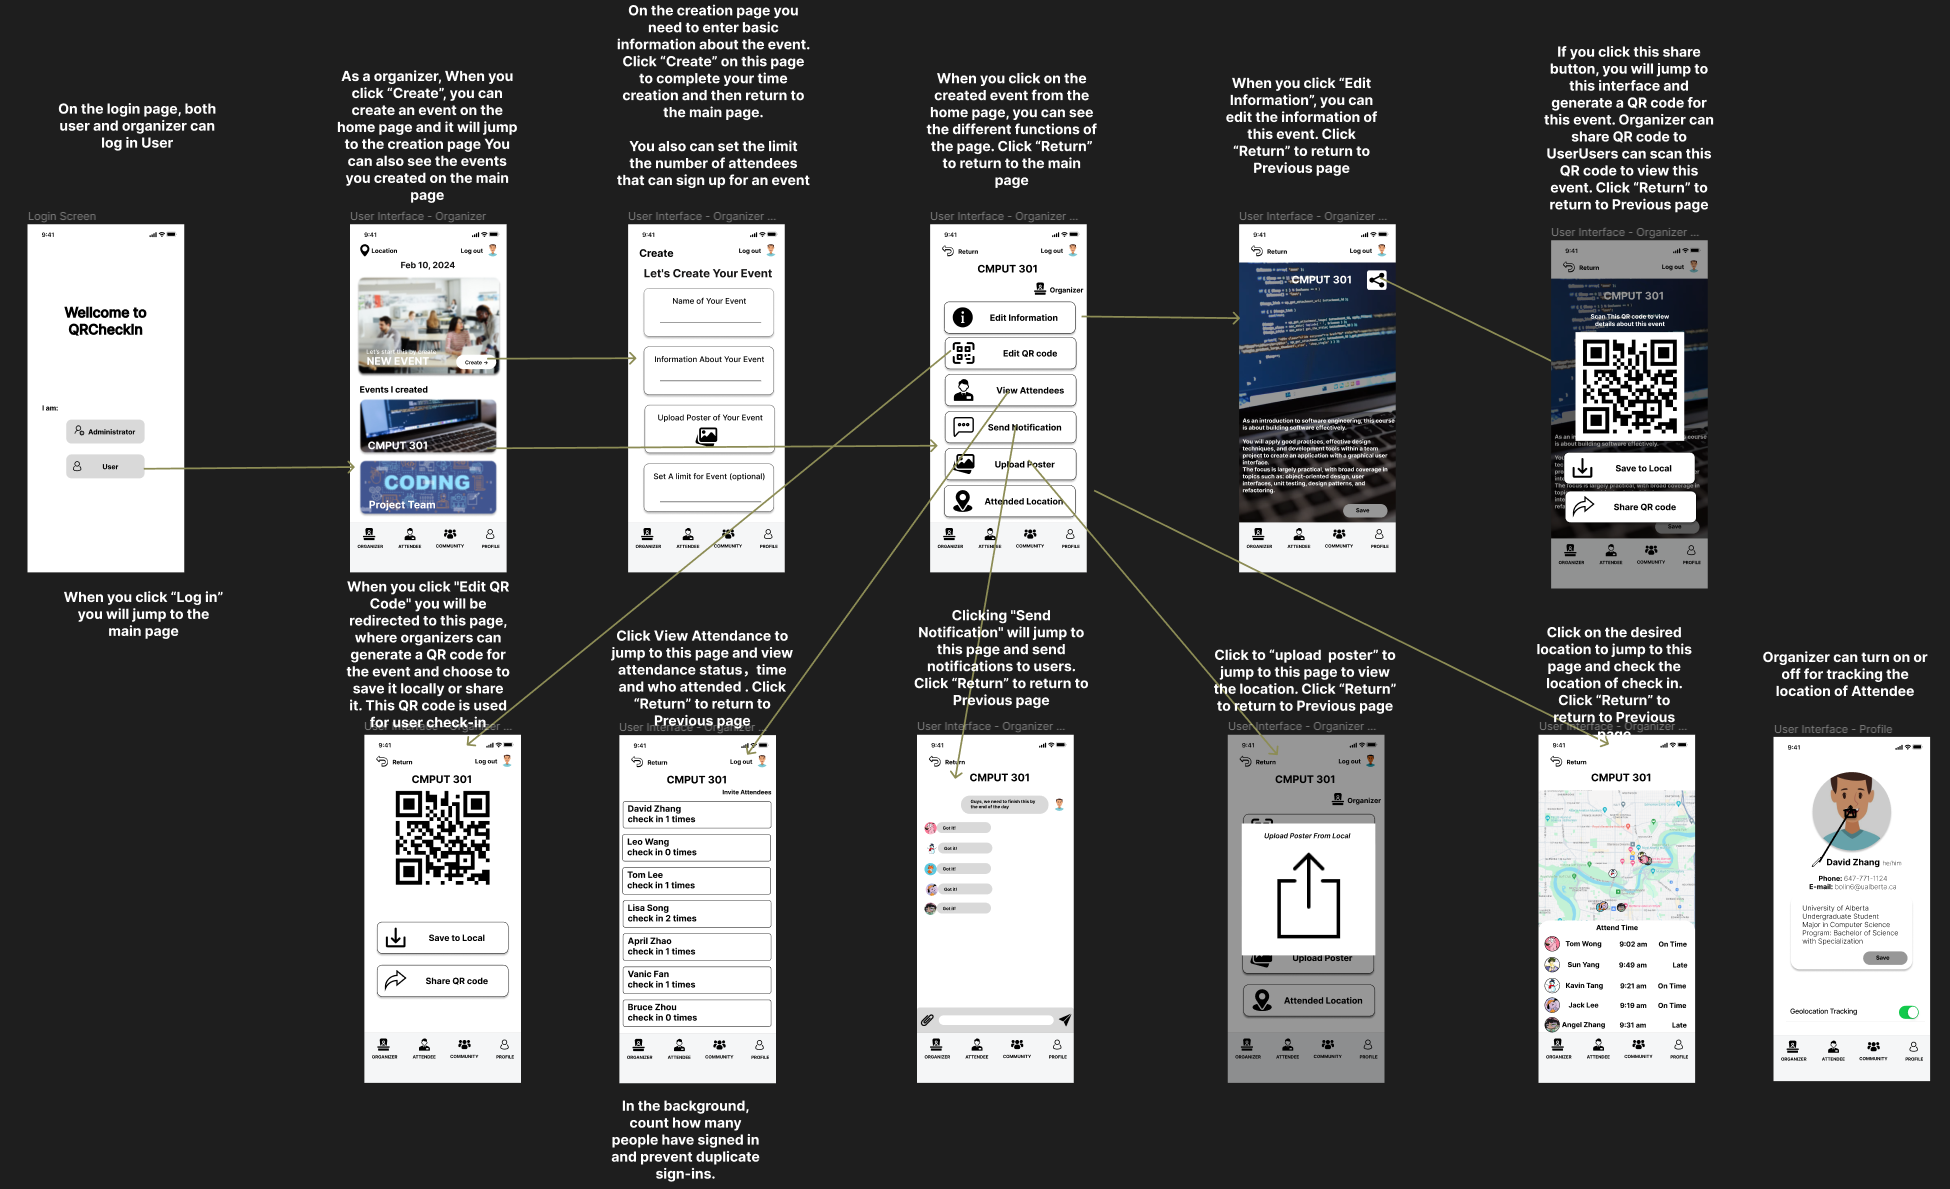 On the login page, both
user and organizer can
log in User
As a organizer, When you
click “Create”, you can
create an event on the
home page and it will jump
to the creation page You
can also see the events
you created on the main
page
On the creation page you
need to enter basic
information about the event.
Click “Create” on this page
to complete your time
creation and then return to
the main page.
You also can set the limit
the number of attendees
that can sign up for an event
When you click on the
created event from the
home page, you can see
the different functions of
the page. Click “Return”
to return to the main
page
When you click “Edit
Information”, you can
edit the information of
this event. Click
“Return” to return to
Previous page
If you click this share
button, you will jump to
this interface and
generate a QR code for
this event. Organizer can
share QR code to
UserUsers can scan this
QR code to view this
event. Click “Return” to
return to Previous page
Login Screen
9:41
Wellcome to
QRCheckIn
I am:
Administrator
User
When you click “Log in”
you will jump to the
main page
User Interface - Organizer
9:41
Location
Log out
Feb 10, 2024
Let's start this by create
NEW EVENT
Create →
Events I created
CMPUT 301
CODING
Project Team
ORGANIZER
ATTENDEE
COMMUNITY
PROFILE
User Interface - Organizer ...
9:41
Create
Log out
Let's Create Your Event
Name of Your Event
Information About Your Event
Upload Poster of Your Event
Set A limit for Event (optional)
ORGANIZER
ATTENDEE
COMMUNITY
PROFILE
User Interface - Organizer ...
9:41
Return
Log out
CMPUT 301
Organizer
Edit Information
Edit QR code
View Attendees
Send Notification
Upload Poster
Attended Location
ORGANIZER
ATTENDEE
COMMUNITY
PROFILE
User Interface - Organizer ...
9:41
Return
Log out
CMPUT 301
As an introduction to software engineering, this course
is about building software effectively.
You will apply good practices, effective design
techniques, and development tools within a team
project to create an application with a graphical user
interface.
The focus is largely practical, with broad coverage in
topics such as: object-oriented design, user
interfaces, unit testing, design patterns, and
refactoring.
Save
ORGANIZER
ATTENDEE
COMMUNITY
PROFILE
User Interface - Organizer ...
9:41
Return
Log out
CMPUT 301
Scan This QR code to view
details about this event
is about building software effectively.
Save to Local
Share QR code
Save
ORGANIZER
ATTENDEE
COMMUNITY
PROFILE
When you click "Edit QR
Code" you will be
redirected to this page,
where organizers can
generate a QR code for
the event and choose to
save it locally or share
it. This QR code is used
for user check-in
User Interface - Organizer ...
9:41
Return
Log out
CMPUT 301
Save to Local
Share QR code
ORGANIZER
ATTENDEE
COMMUNITY
PROFILE
Click View Attendance to
jump to this page and view
attendance status，time
and who attended . Click
“Return” to return to
Previous page
User Interface - Organizer ...
9:41
Return
Log out
CMPUT 301
Invite Attendees
David Zhang
check in 1 times
Leo Wang
check in 0 times
Tom Lee
check in 1 times
Lisa Song
check in 2 times
April Zhao
check in 1 times
Vanic Fan
check in 1 times
Bruce Zhou
check in 0 times
ORGANIZER
ATTENDEE
COMMUNITY
PROFILE
In the background,
count how many
people have signed in
and prevent duplicate
sign-ins.
Clicking "Send
Notification" will jump to
this page and send
notifications to users.
Click “Return” to return to
Previous page
User Interface - Organizer ...
9:41
Return
CMPUT 301
Guys, we need to finish this by
the end of the day
Got it!
Got it!
Got it!
Got it!
Got it!
ORGANIZER
ATTENDEE
COMMUNITY
PROFILE
Click to “upload poster” to
jump to this page to view
the location. Click “Return”
to return to Previous page
User Interface - Organizer ...
9:41
Return
Log out
CMPUT 301
Organizer
Upload Poster From Local
Upload Poster
Attended Location
ORGANIZER
ATTENDEE
COMMUNITY
PROFILE
Click on the desired
location to jump to this
page and check the
location of check in.
Click “Return” to
return to Previous
page
User Interface - Organizer ...
9:41
Return
CMPUT 301
Attend Time
Tom Wong 9:02 am On Time
Sun Yang 9:49 am Late
Kavin Tang 9:21 am On Time
Jack Lee 9:19 am On Time
Angel Zhang 9:31 am Late
ORGANIZER
ATTENDEE
COMMUNITY
PROFILE
Organizer can turn on or
off for tracking the
location of Attendee
User Interface - Profile
9:41
David Zhang he/him
Phone: 647-771-1124
E-mail: bolin6@ualberta.ca
University of Alberta
Undergraduate Student
Major in Computer Science
Program: Bachelor of Science
with Specialization
Save
Geolocation Tracking
ORGANIZER
ATTENDEE
COMMUNITY
PROFILE